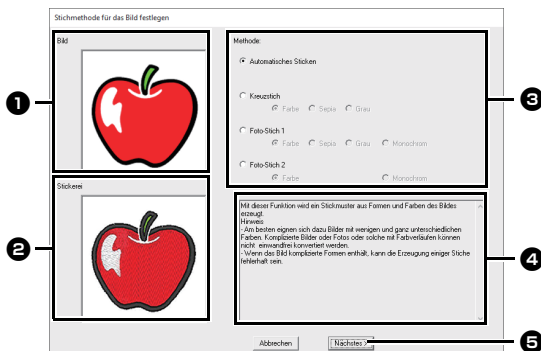 Stichmethode für das Bild festlegen
Bild
Methode:
Automatisches Sticken
Kreuzstich
Farbe Sepia Grau
Foto-Stich 1
Farbe Sepia Grau Monochrom
Foto-Stich 2
Farbe Monochrom
Stickerei
Mit dieser Funktion wird ein Stickmuster aus Formen und Farben des Bildes
erzeugt.
Hinweis
- Am besten eignen sich dazu Bilder mit wenigen und ganz unterschiedlichen
Farben. Komplizierte Bilder oder Fotos oder solche mit Farbverläufen können
nicht einwandfrei konvertiert werden.
- Wenn das Bild komplizierte Formen enthält, kann die Erzeugung einiger Stiche
fehlerhaft sein.
Abbrechen
Nächstes >
1
2
3
4
5